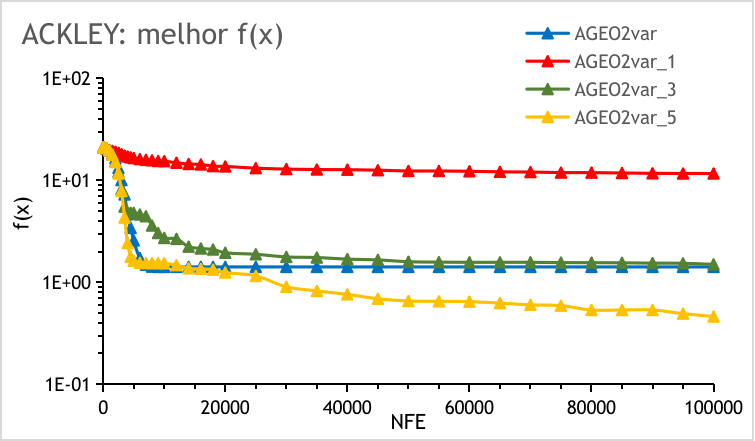 ACKLEY: melhor f(x)
AGEO2var
AGEO2var_1
AGEO2var_3
AGEO2var_5
1E+02
1E+01
1E+00
1E-01
f(x)
0
20000
40000
60000
80000
100000
NFE